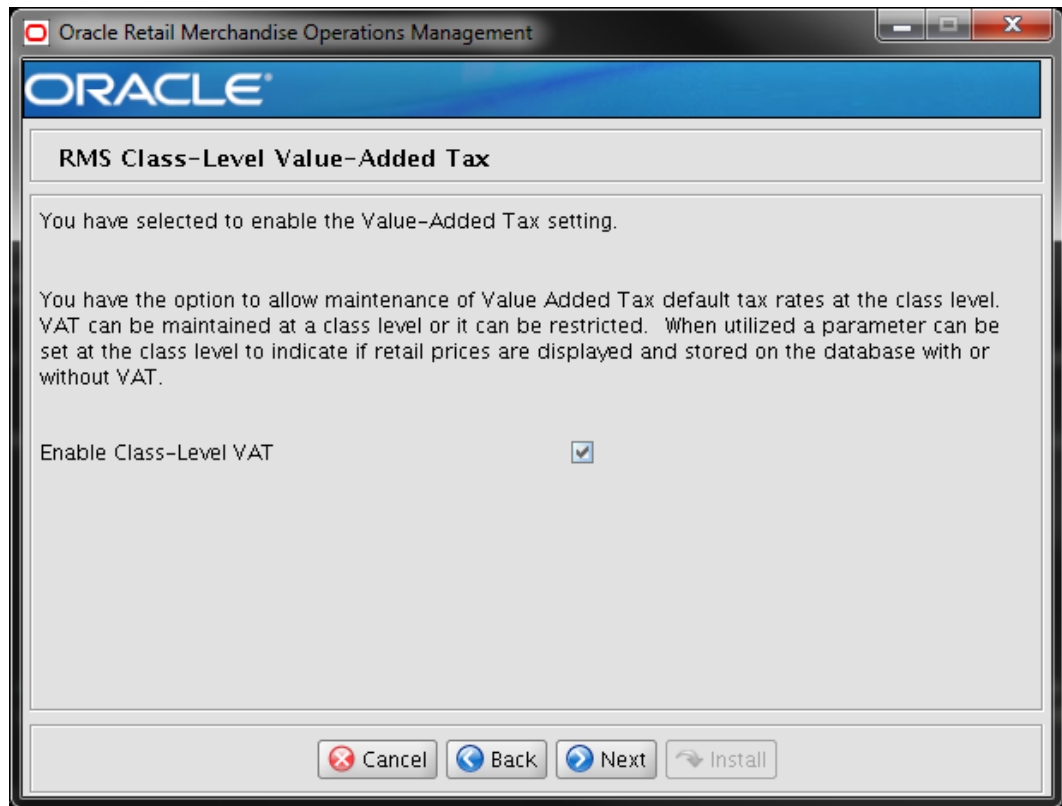 Oracle Retail Merchandise Operations Management
ORACLE®
RMS Class-Level Value-Added Tax
You have selected to enable the Value-Added Tax setting.
You have the option to allow maintenance of Value Added Tax default tax rates at the class level.
VAT can be maintained at a class level or it can be restricted.  When utilized a parameter can be
set at the class level to indicate if retail prices are displayed and stored on the database with or
without VAT.
Enable Class-Level VAT
Cancel Back Next Install